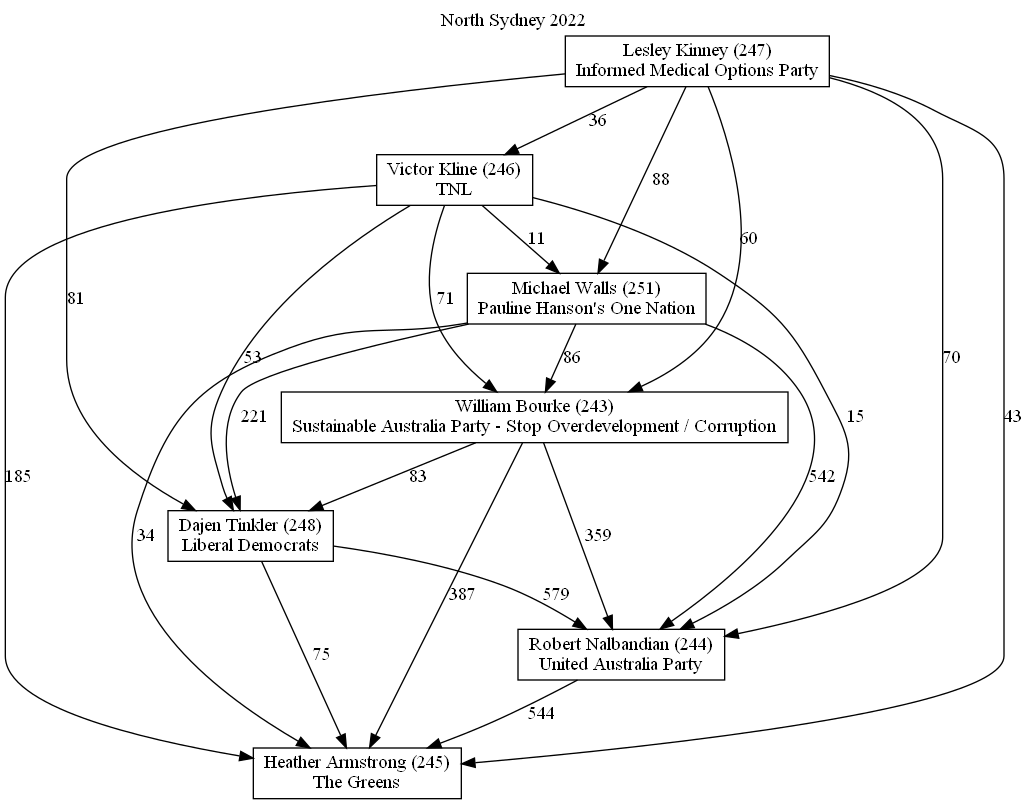 North Sydney 2022
Lesley Kinney (247)
Informed Medical Options Party
36
Victor Kline (246)
TNL
88
11
60
Michael Walls (251)
Pauline Hanson's One Nation
81
71
53
86
70
221
William Bourke (243)
Sustainable Australia Party - Stop Overdevelopment / Corruption
15
43
185
83
542
Dajen Tinkler (248)
Liberal Democrats
34
359
387
579
Robert Nalbandian (244)
United Australia Party
75
544
Heather Armstrong (245)
The Greens